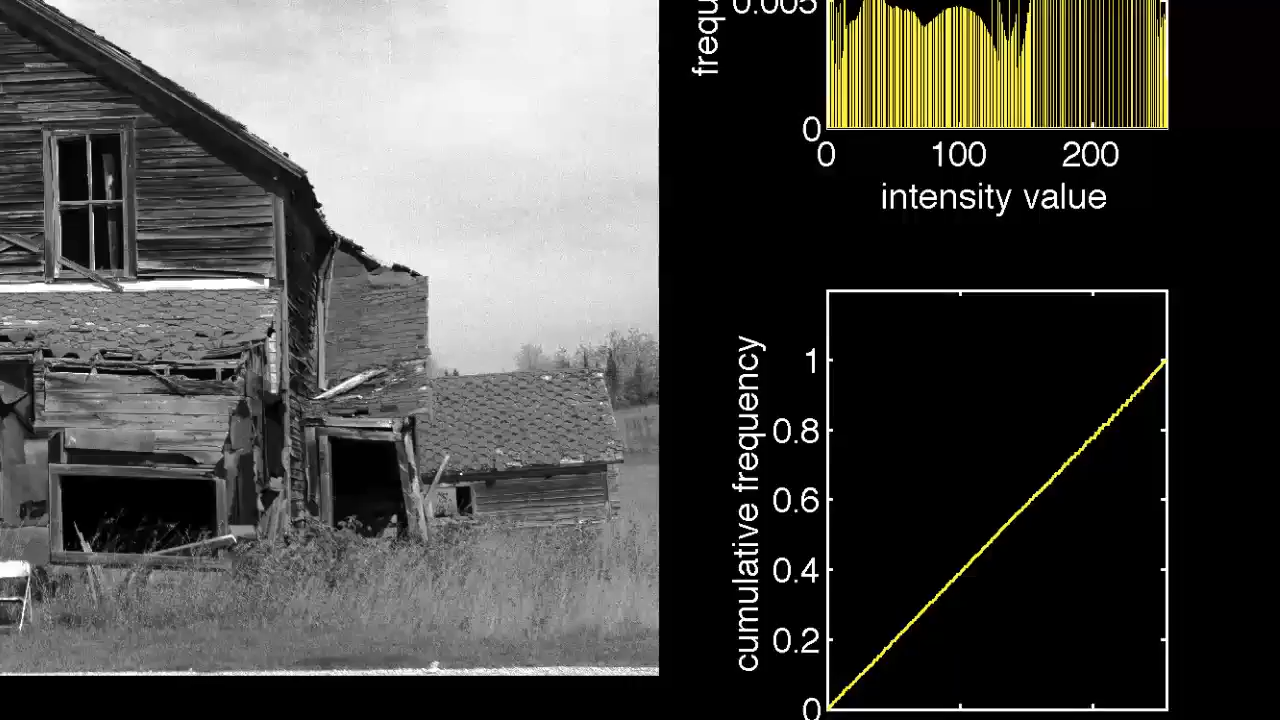 0.005
frequ
0
0 100 200
intensity value
cumulative frequency
1
0.8
0.6
0.4
0.2
0